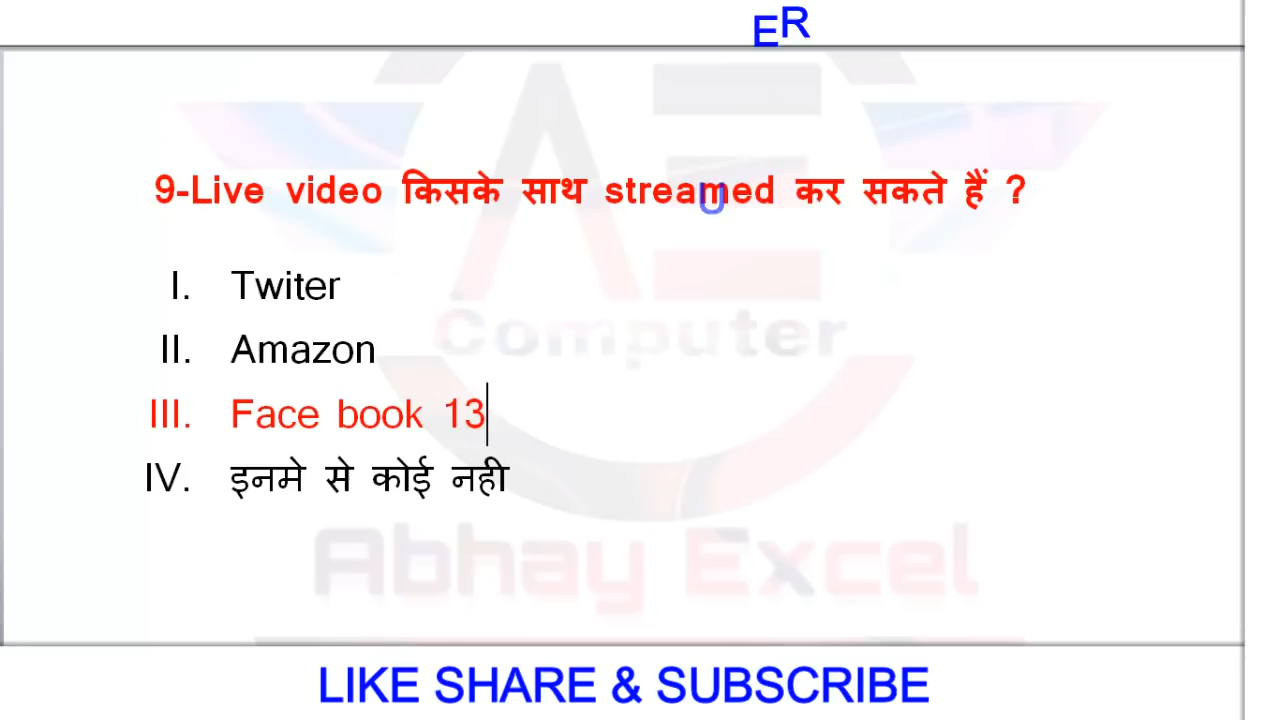 ER
9-Live video किसके साथ streamed कर सकते हैं ?
U
I. Twiter
II. Amazon
III. Face book 13
IV. इनमे से कोई नही
AE
Computer
Abhay Excel
LIKE SHARE & SUBSCRIBE